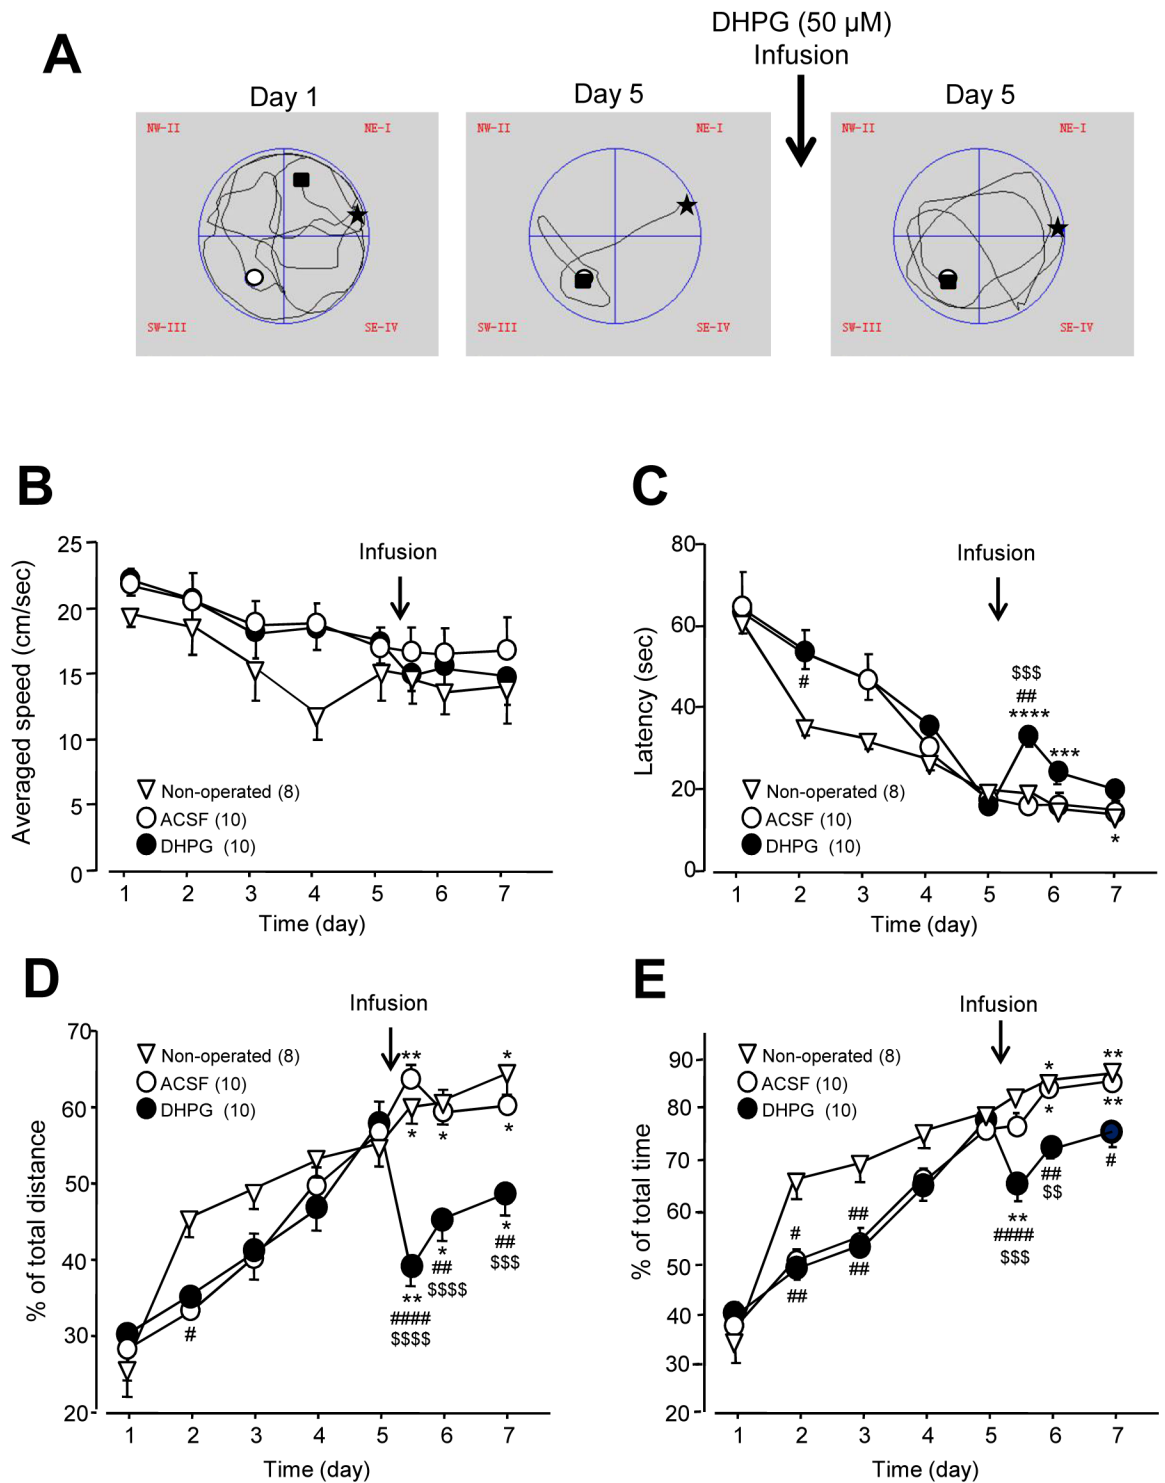 A
DHPG (50 µM)
Infusion
Day 1
Day 5
Day 5
NW-II
NE-I
SW-III
SE-IV
NW-II
NE-I
SW-III
SE-IV
NW-II
NE-I
SW-III
SE-IV
B
Averaged speed (cm/sec)
25
20
15
10
5
0
Infusion
Non-operated (8)
ACSF (10)
DHPG (10)
1 2 3 4 5 6 7
Time (day)
C
Latency (sec)
80
60
40
20
0
Infusion
#
$$$
##
****
***
*
Non-operated (8)
ACSF (10)
DHPG (10)
1 2 3 4 5 6 7
Time (day)
D
% of total distance
70
60
50
40
30
20
Infusion
Non-operated (8)
ACSF (10)
DHPG (10)
** *
* * *
#
**
####
$$$$
*
##
$$$$
*
##
$$$
1 2 3 4 5 6 7
Time (day)
E
% of total time
90
80
70
60
50
40
30
20
Infusion
Non-operated (8)
ACSF (10)
DHPG (10)
* **
* **
#
##
##
##
**
####
$$$
##
$$
#
1 2 3 4 5 6 7
Time (day)